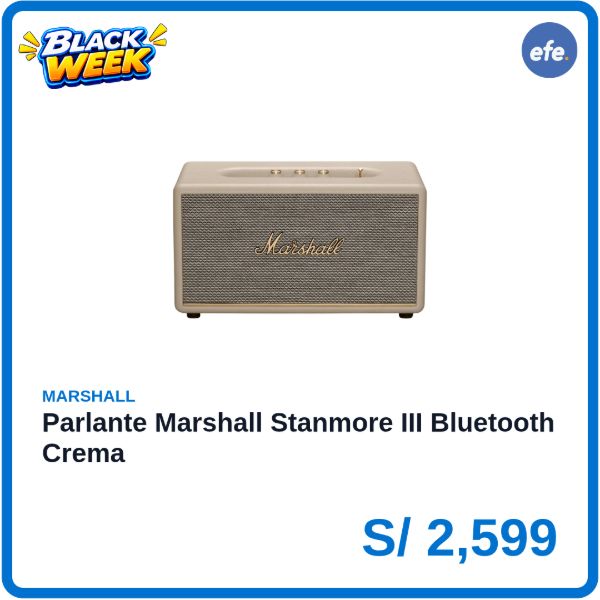 BLACK
WEEK
efe.
Marshall
MARSHALL
Parlante Marshall Stanmore III Bluetooth
Crema
S/ 2,599